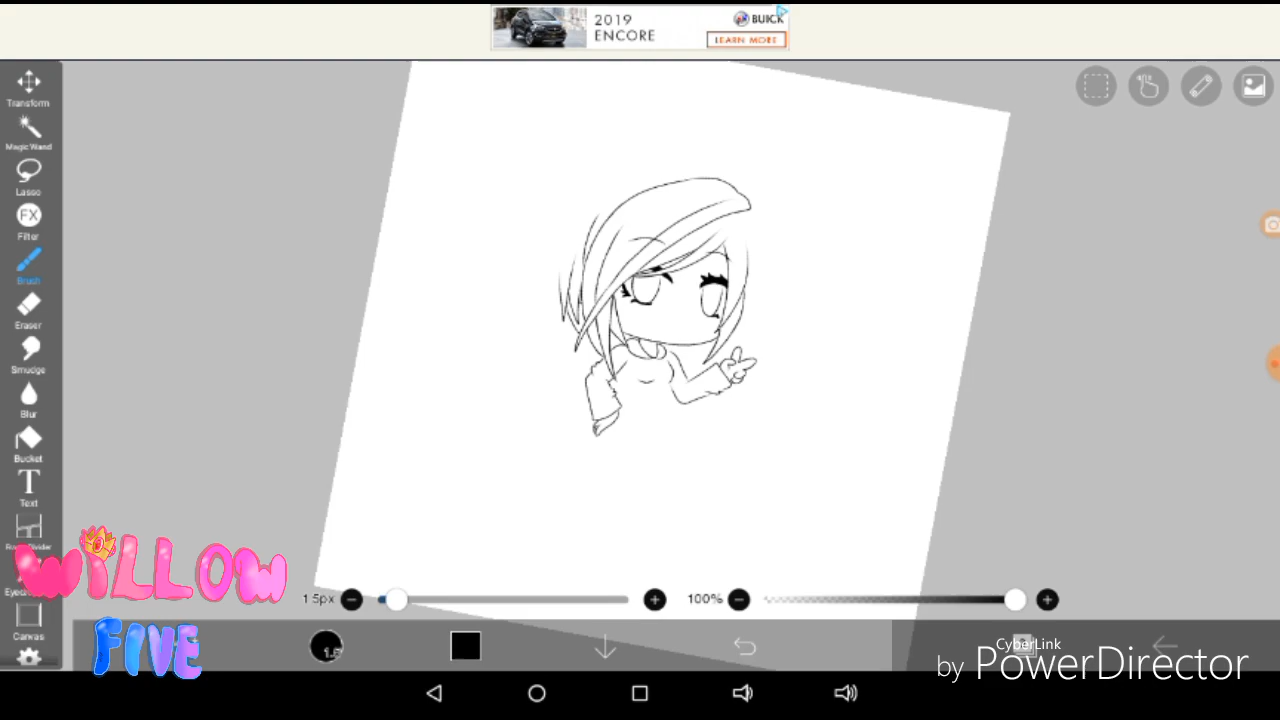 2019
ENCORE
BUICK
LEARN MORE
Transform
Magic Wand
Lasso
FX
Filter
Brush
Eraser
Smudge
Blur
Bucket
T
Text
WiLLOW
FIVE
Canvas
1.5px
100%
CyberLink
by PowerDirector